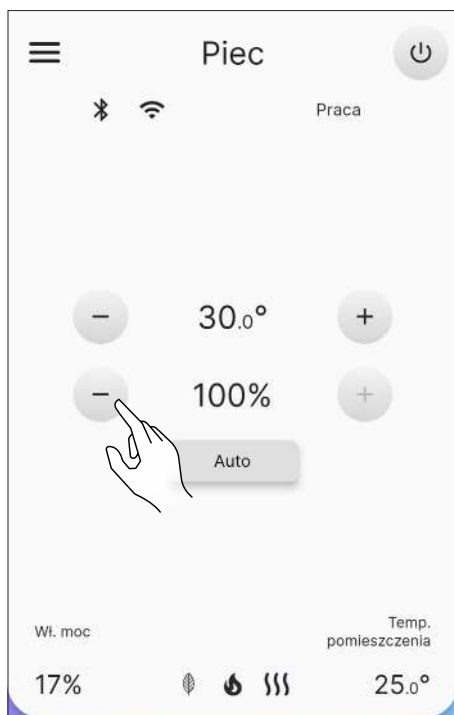 Piec
Praca
− 30.0° +
− 100% +
Auto
Wł. moc
Temp.
pomieszczenia
17%
25.0°